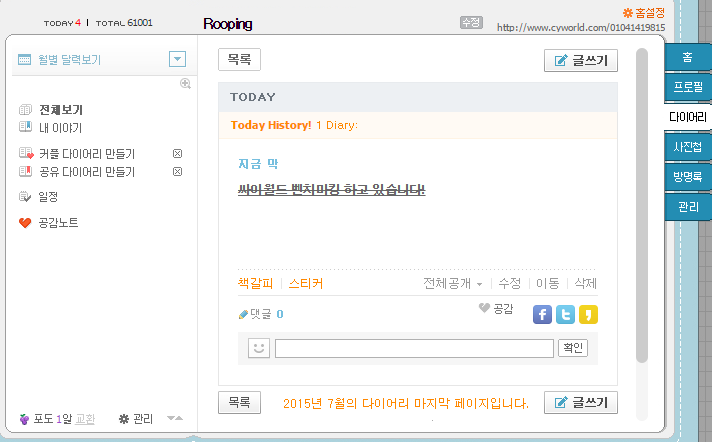 TODAY 4 | TOTAL 61001
Rooping
수정
홈설정
http://www.cyworld.com/01041419815
월별 달력보기
전체보기
내 이야기
커플 다이어리 만들기
공유 다이어리 만들기
일정
공감노트
포도 1알 교환
관리
목록
글쓰기
TODAY
Today History! 1 Diary:
지금 막
싸이월드 벤치마킹 하고 있습니다!
책갈피 | 스티커
전체공개 | 수정 | 이동 | 삭제
댓글 0
공감
확인
목록
2015년 7월의 다이어리 마지막 페이지입니다.
글쓰기
홈
프로필
다이어리
사진첩
방명록
관리